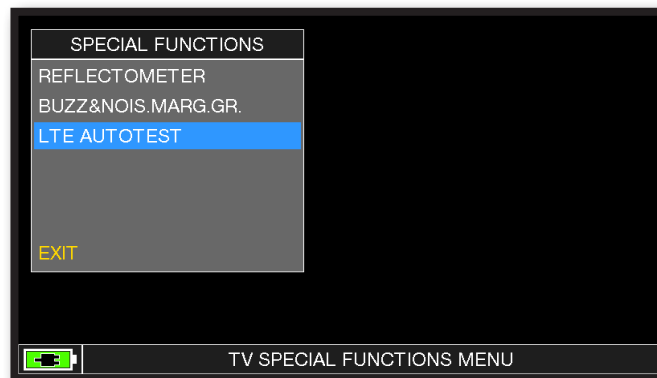 SPECIAL FUNCTIONS
REFLECTOMETER
BUZZ&NOIS.MARG.GR.
LTE AUTOTEST
EXIT
TV SPECIAL FUNCTIONS MENU